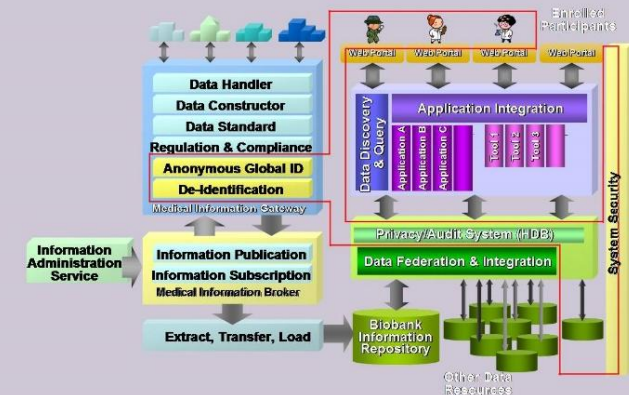 Enrolled
Participants
Web Portal
Web Portal
Web Portal
Web Portal
Data Handler
Data Constructor
Data Standard
Regulation & Compliance
Anonymous Global ID
De-Identification
Medical Information Gateway
Data Discovery
& Query
Application Integration
Application A
Application B
Application C
Tool 1
Tool 2
Tool 3
System Security
Privacy/Audit System (HDB)
Data Federation & Integration
Information
Administration
Service
Information Publication
Information Subscription
Medical Information Broker
Extract, Transfer, Load
Biobank
Information
Repository
Other Data
Resources